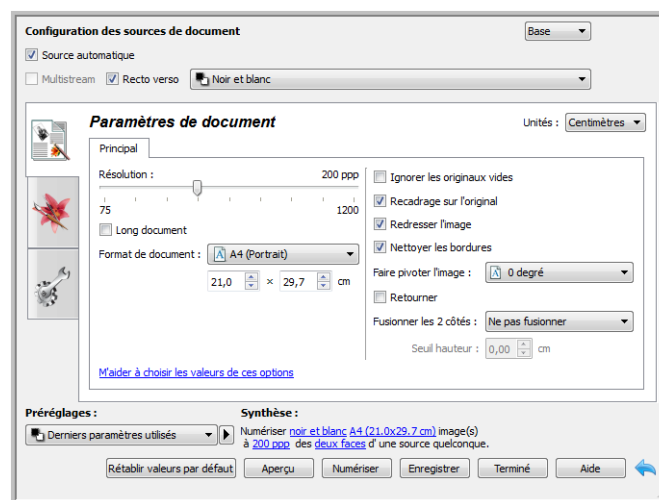 Configuration des sources de document
Base
Source automatique
Multistream Recto verso Noir et blanc
Paramètres de document
Unités : Centimètres
Principal
Résolution : 200 ppp
75 1200
Long document
Format de document : A4 (Portrait)
21,0 × 29,7 cm
M'aider à choisir les valeurs de ces options
Ignorer les originaux vides
Recadrage sur l'original
Redresser l'image
Nettoyer les bordures
Faire pivoter l'image : 0 degré
Retourner
Fusionner les 2 côtés : Ne pas fusionner
Seuil hauteur : 0,00 cm
Préréglages :
Derniers paramètres utilisés
Synthèse :
Numériser noir et blanc A4 (21.0x29.7 cm) image(s)
à 200 ppp des deux faces d'une source quelconque.
Rétablir valeurs par défaut Aperçu Numériser Enregistrer Terminé Aide